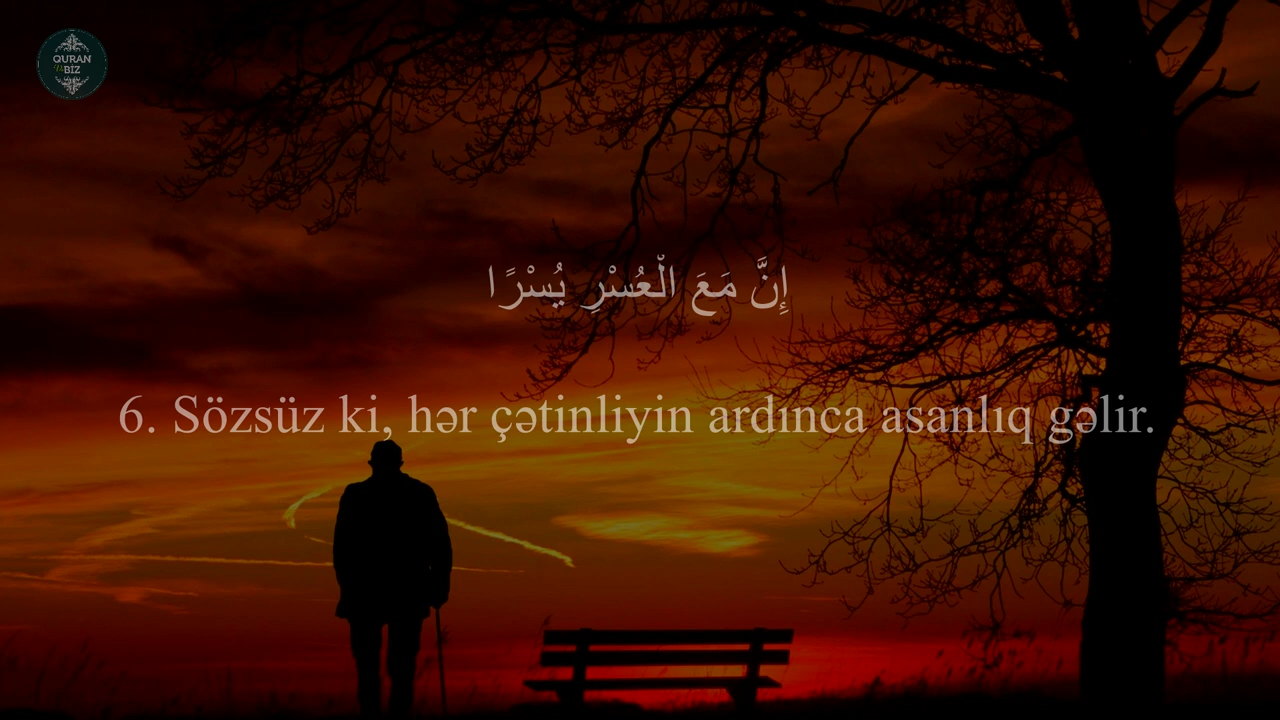 QURAN
BİZ
إِنَّ مَعَ الْعُسْرِ يُسْرًا
6. Sözsüz ki, hər çətinliyin ardınca asanlıq gəlir.